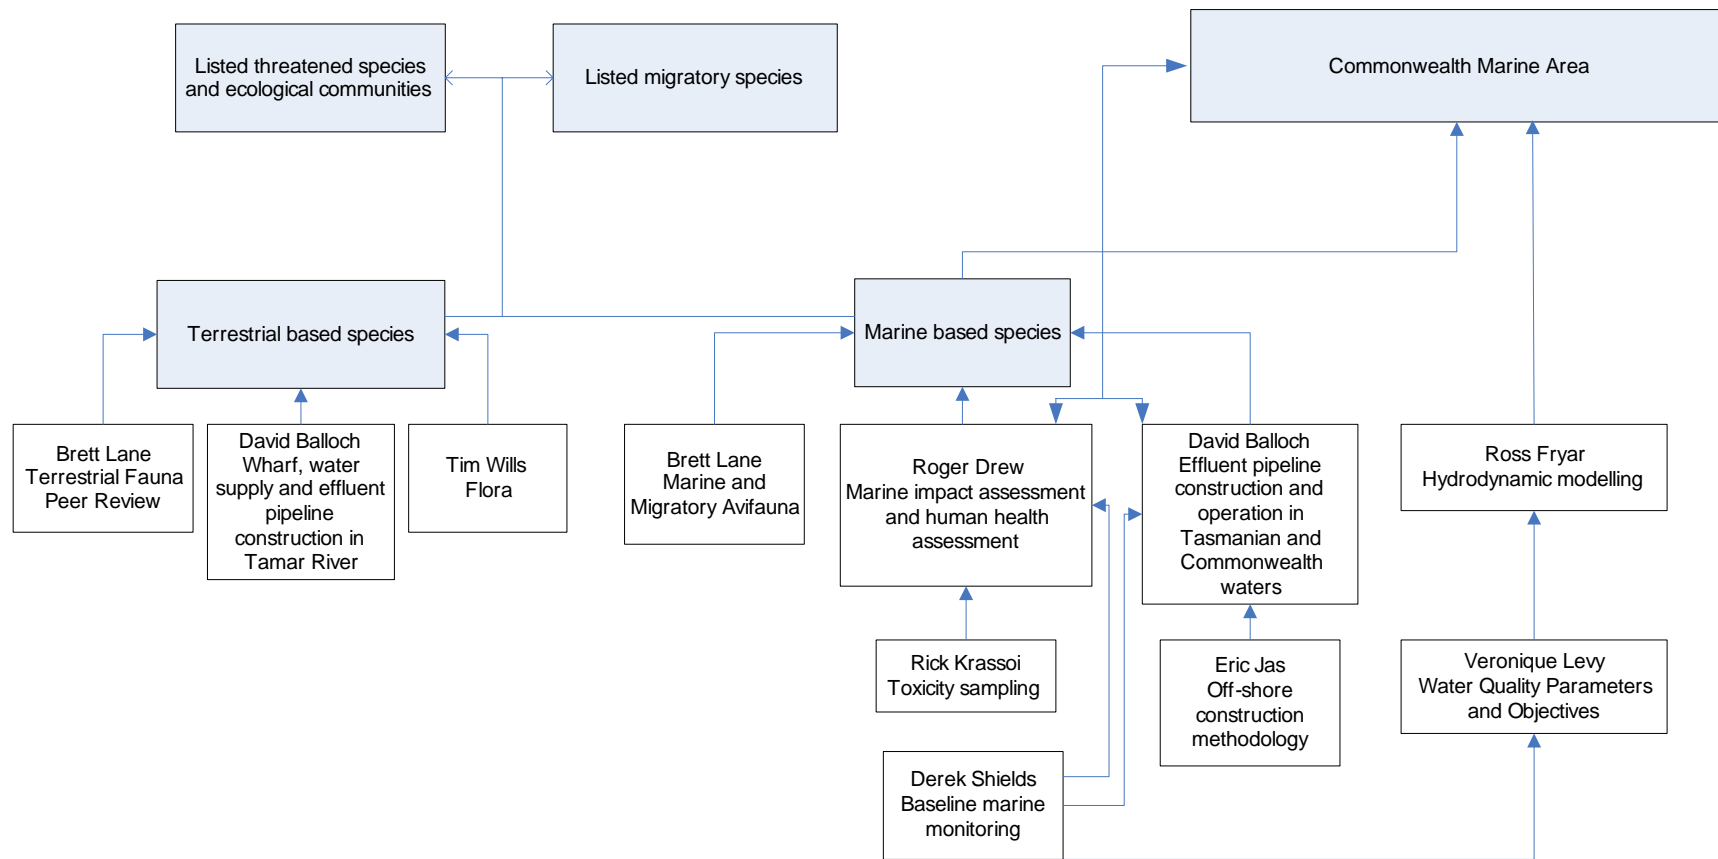 Listed threatened species
and ecological communities
Listed migratory species
Commonwealth Marine Area
Terrestrial based species
Marine based species
Brett Lane
Terrestrial Fauna
Peer Review
David Balloch
Wharf, water
supply and effluent
pipeline
construction in
Tamar River
Tim Wills
Flora
Brett Lane
Marine and
Migratory Avifauna
Roger Drew
Marine impact assessment
and human health
assessment
David Balloch
Effluent pipeline
construction and
operation in
Tasmanian and
Commonwealth
waters
Ross Fryar
Hydrodynamic modelling
Rick Krassoi
Toxicity sampling
Eric Jas
Off-shore
construction
methodology
Veronique Levy
Water Quality Parameters
and Objectives
Derek Shields
Baseline marine
monitoring